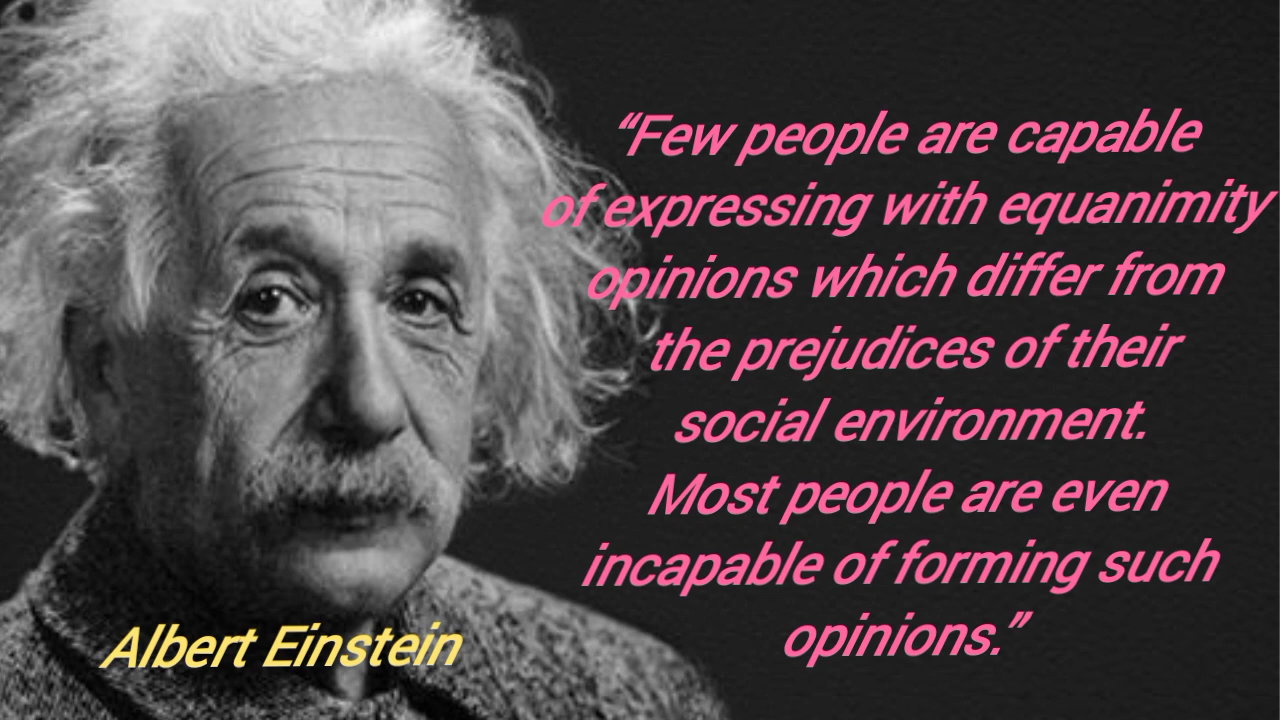 “Few people are capable
of expressing with equanimity
opinions which differ from
the prejudices of their
social environment.
Most people are even
incapable of forming such
opinions.”
Albert Einstein